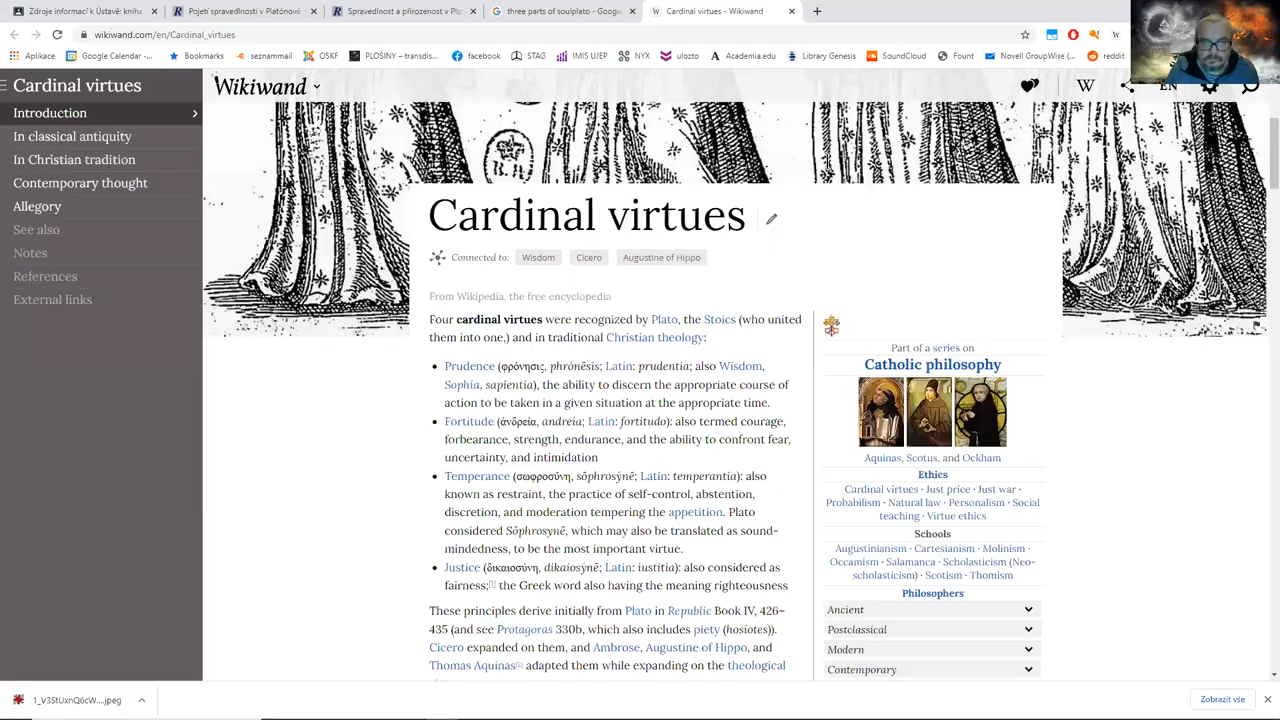 Zdroje informací k Ústavě: kniha
Pojetí spravedlnosti v Platónově
Spravedlnost a přirozenost v Pla
three parts of soulplato - Google
Cardinal virtues - Wikiwand
wikiwand.com/en/Cardinal_virtues
Aplikace
Google Calendar -...
Bookmarks
seznammail
OSKF
PLOŠINY – transdis...
facebook
STAG
IMIS UJEP
NYX
ulozto
Academia.edu
Library Genesis
SoundCloud
Fount
Novell GroupWise (...
reddit
Cardinal virtues
Introduction
In classical antiquity
In Christian tradition
Contemporary thought
Allegory
See also
Notes
References
External links
Wikiwand
W
EN
Cardinal virtues
Connected to: Wisdom Cicero Augustine of Hippo
From Wikipedia, the free encyclopedia
Four cardinal virtues were recognized by Plato, the Stoics (who united
them into one,) and in traditional Christian theology:
Prudence (φρόνησις, phrónēsis; Latin: prudentia; also Wisdom,
Sophia, sapientia), the ability to discern the appropriate course of
action to be taken in a given situation at the appropriate time.
Fortitude (ἀνδρεία, andreia; Latin: fortitudo): also termed courage,
forbearance, strength, endurance, and the ability to confront fear,
uncertainty, and intimidation
Temperance (σωφροσύνη, sōphrosýnē; Latin: temperantia): also
known as restraint, the practice of self-control, abstention,
discretion, and moderation tempering the appetition. Plato
considered Sōphrosynē, which may also be translated as sound-
mindedness, to be the most important virtue.
Justice (δικαιοσύνη, dikaiosýnē; Latin: iustitia): also considered as
fairness;[1] the Greek word also having the meaning righteousness
These principles derive initially from Plato in Republic Book IV, 426–
435 (and see Protagoras 330b, which also includes piety (hosiotes)).
Cicero expanded on them, and Ambrose, Augustine of Hippo, and
Thomas Aquinas[2] adapted them while expanding on the theological
Part of a series on
Catholic philosophy
Aquinas, Scotus, and Ockham
Ethics
Cardinal virtues · Just price · Just war ·
Probabilism · Natural law · Personalism · Social
teaching · Virtue ethics
Schools
Augustinianism · Cartesianism · Molinism ·
Occamism · Salamanca · Scholasticism (Neo-
scholasticism) · Scotism · Thomism
Philosophers
Ancient
Postclassical
Modern
Contemporary
1_V3StUxnQ6cW....jpeg
Zobrazit vše